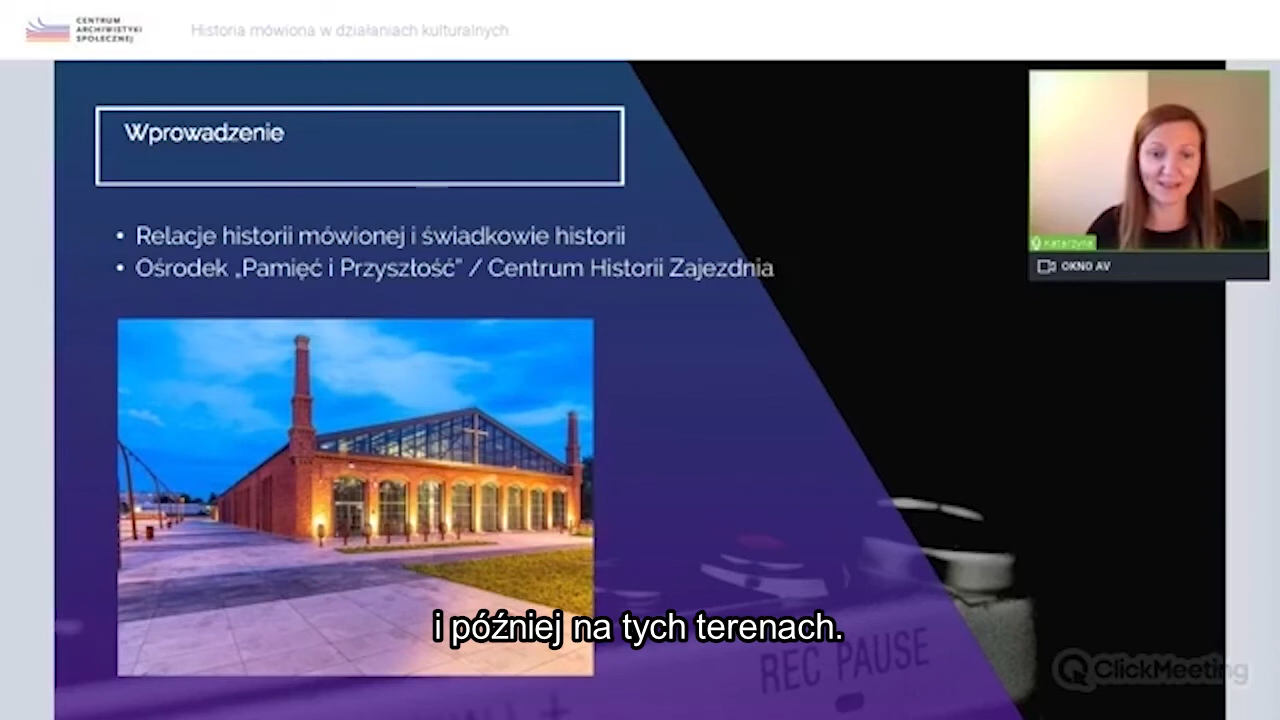 CENTRUM
ARCHIWISTYKI
SPOŁECZNEJ
Historia mówiona w działaniach kulturalnych
Wprowadzenie
• Relacje historii mówionej i świadkowie historii
• Ośrodek „Pamięć i Przyszłość” / Centrum Historii Zajezdnia
Katarzyna
OKNO AV
i później na tych terenach.
REC PAUSE
ClickMeeting